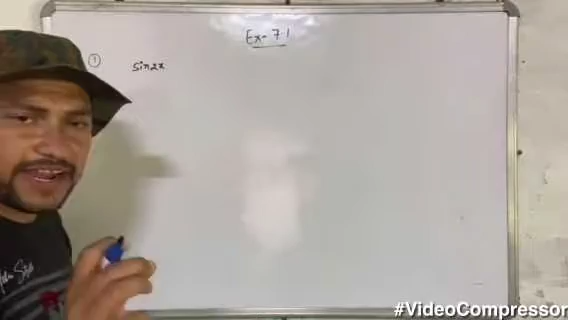 Ex- 7.1
① sin2x
#VideoCompressor